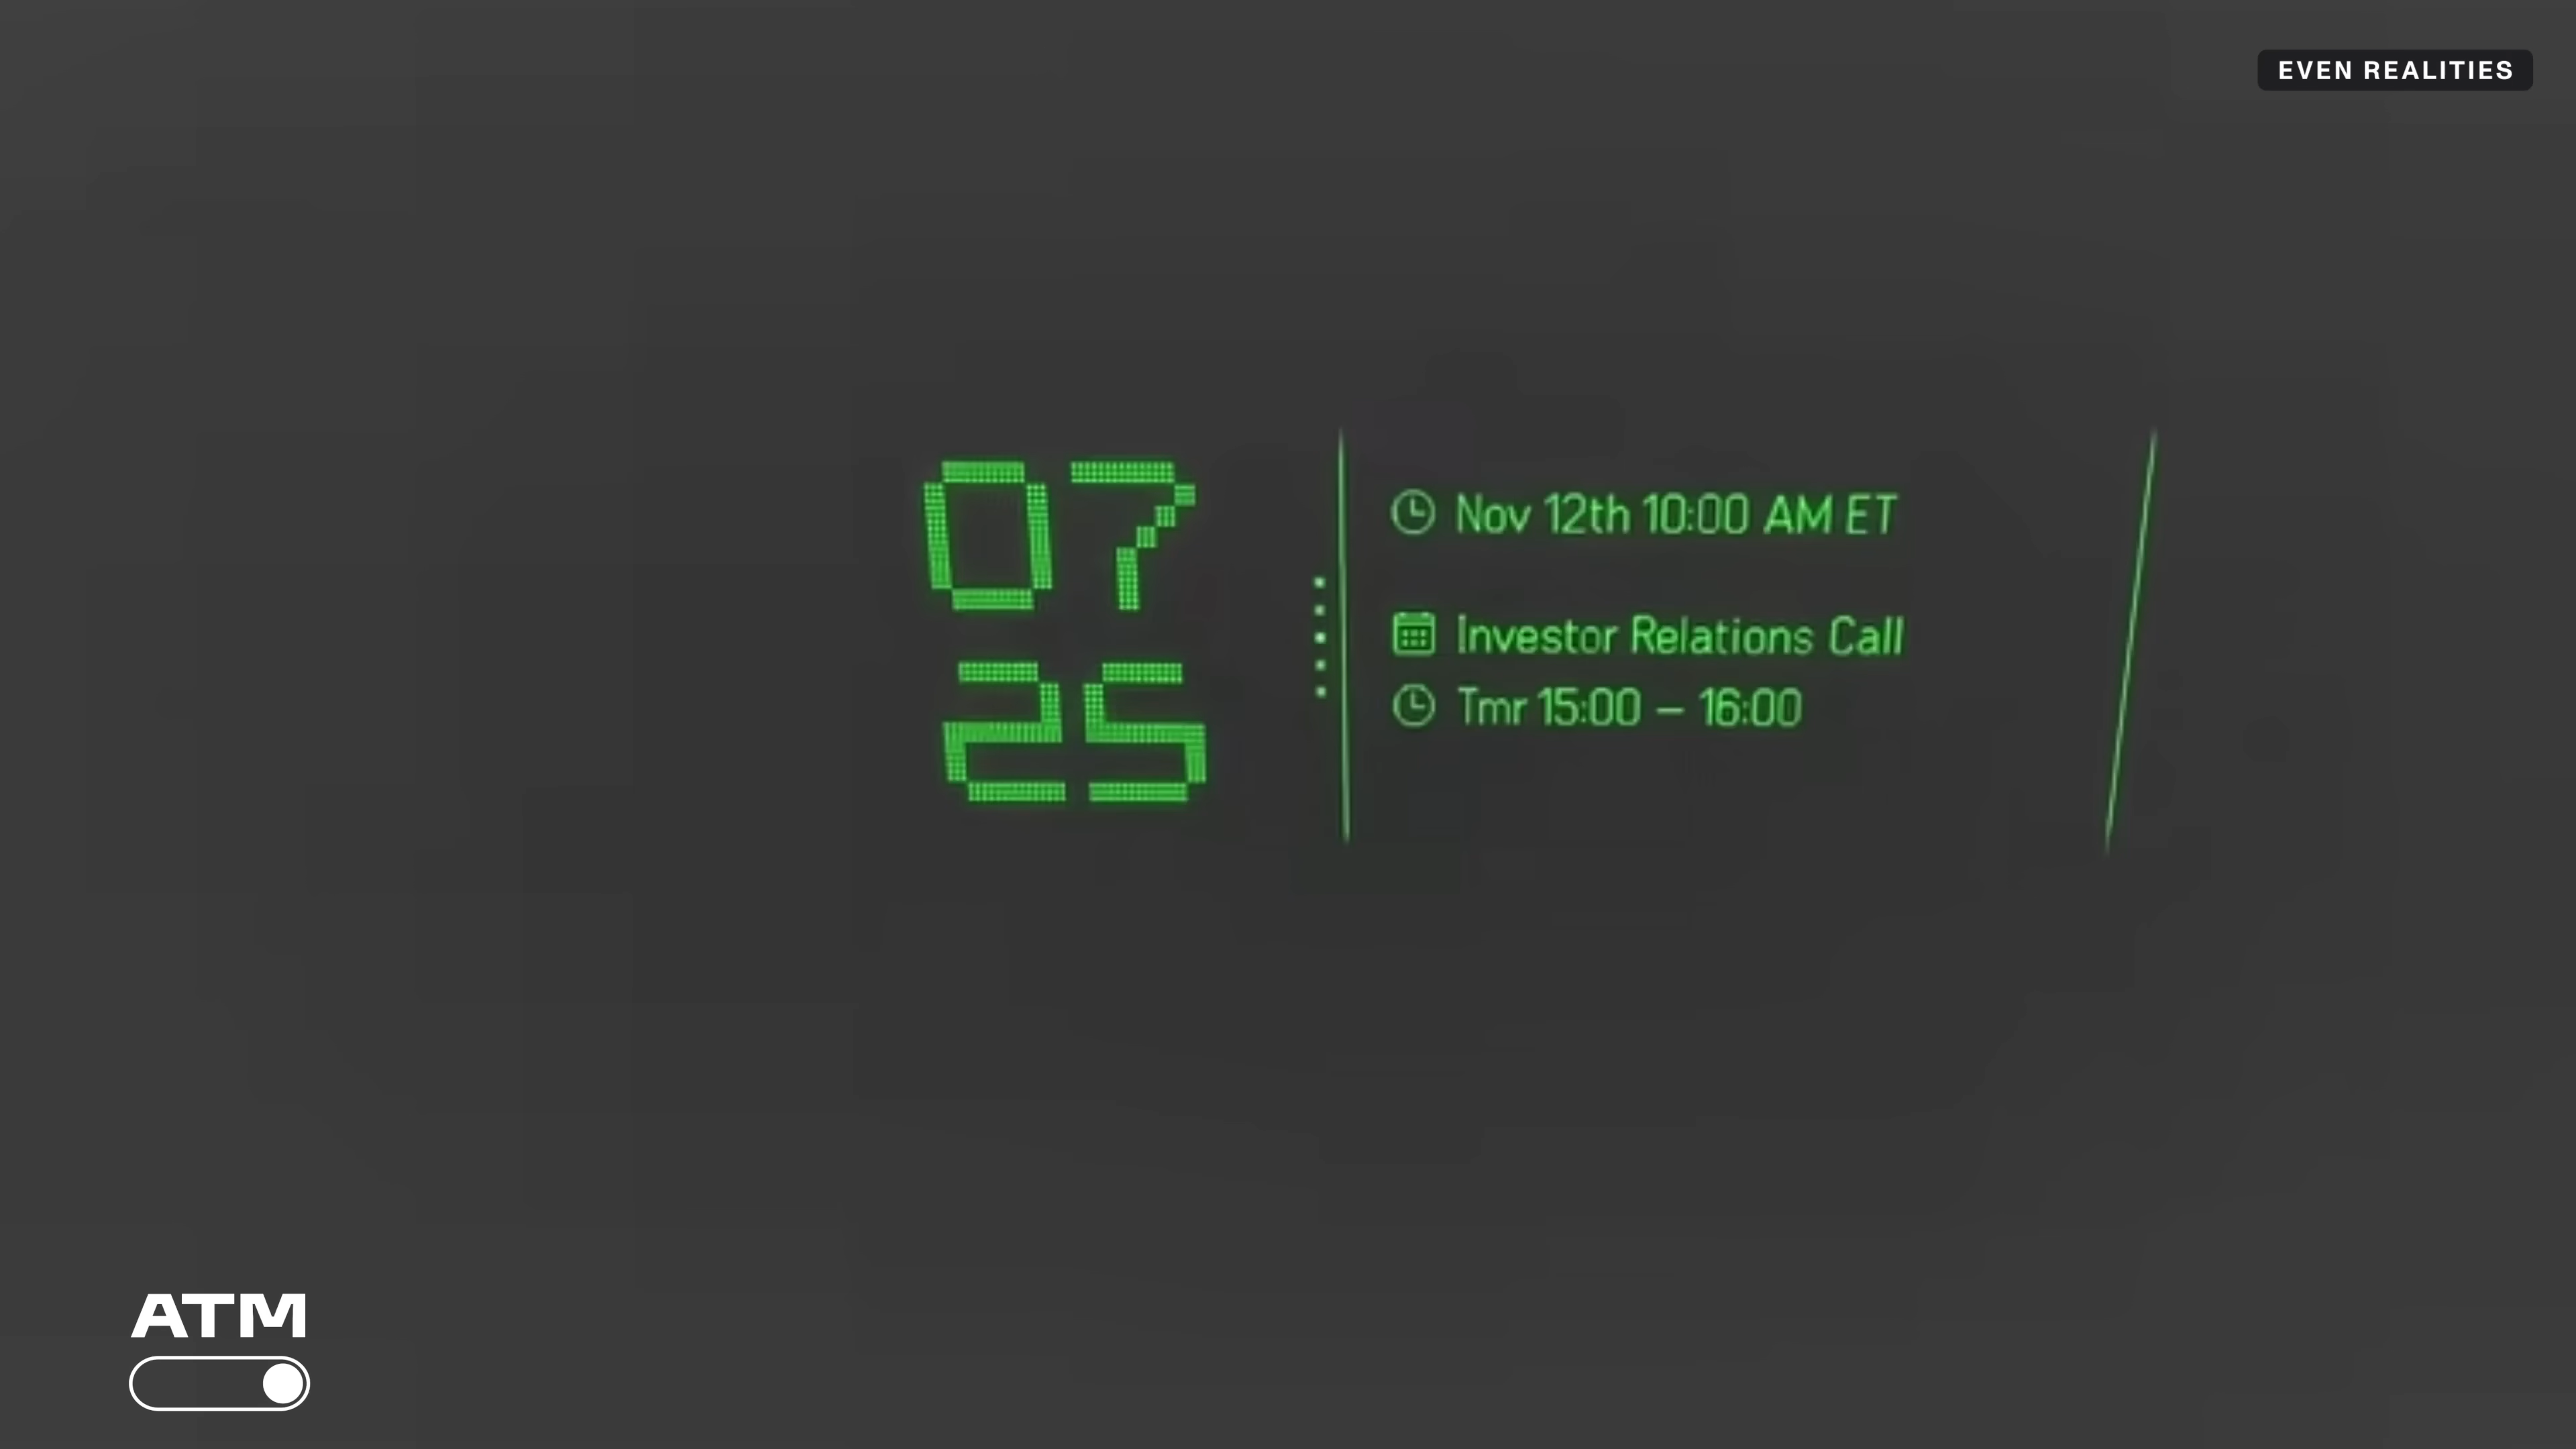 EVEN REALITIES
07
25
Nov 12th 10:00 AM ET
Investor Relations Call
Tmr 15:00 – 16:00
ATM